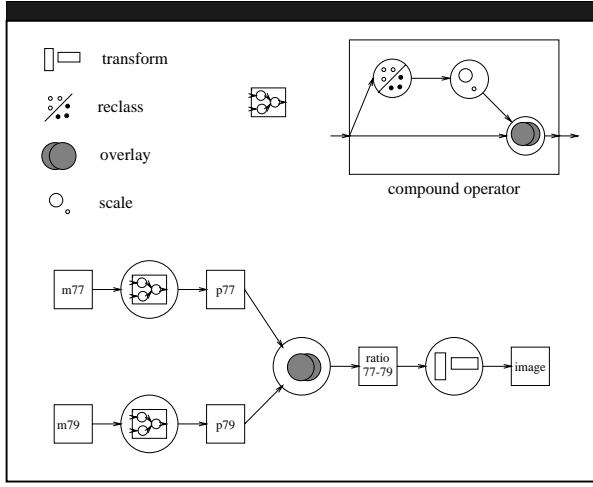 transform
reclass
overlay
scale
compound operator
m77
p77
ratio
77-79
image
m79
p79